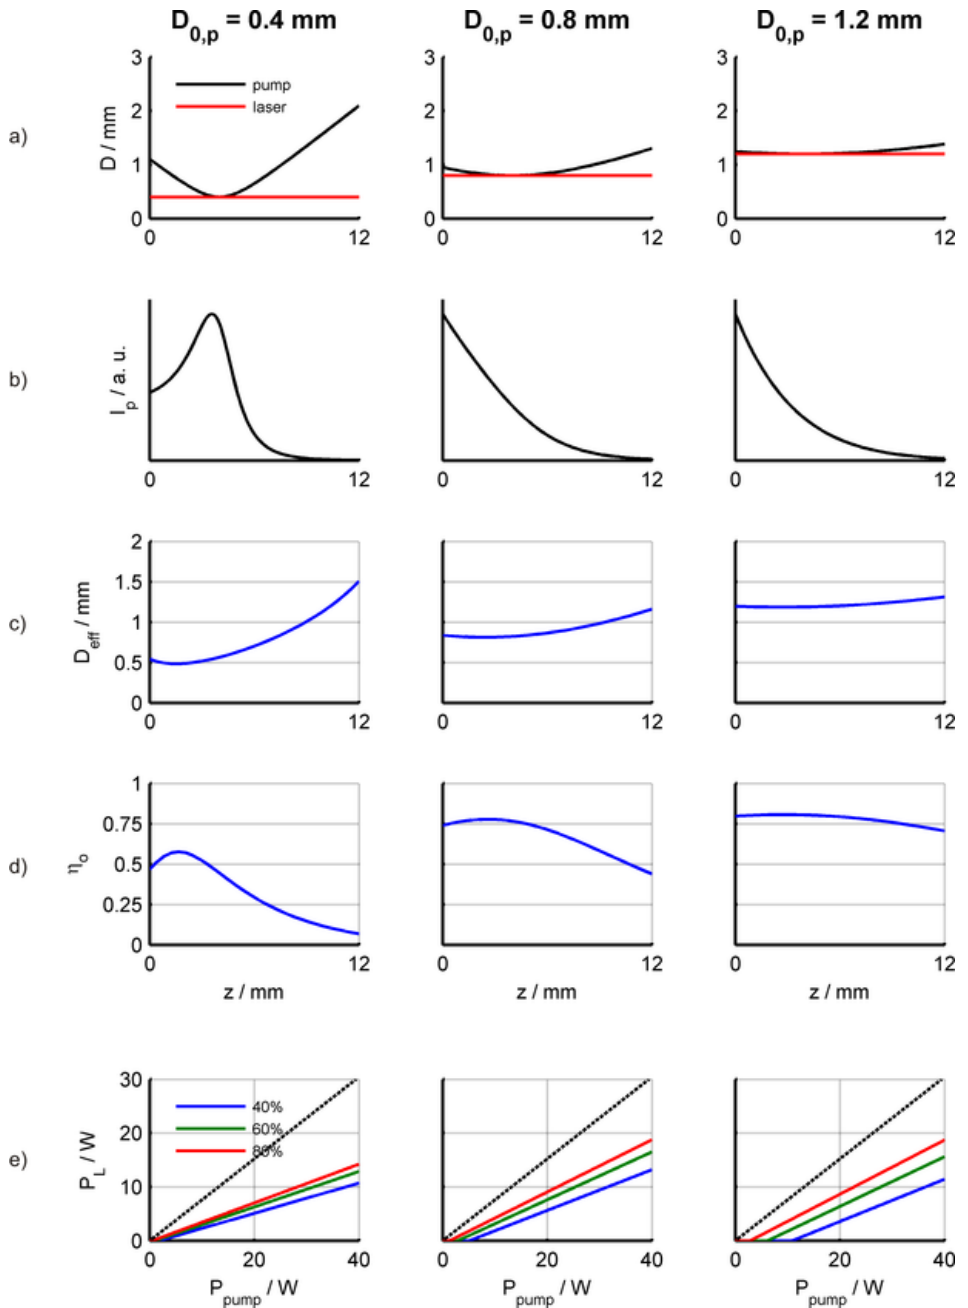 D0,p = 0.4 mm D0,p = 0.8 mm D0,p = 1.2 mm
a)
D / mm
3
2
1
0
pump
laser
0 12
3
2
1
0
0 12
3
2
1
0
0 12
b)
Ip / a. u.
0 12
0 12
0 12
c)
Deff / mm
2
1.5
1
0.5
0
0 12
0 12
0 12
d)
ηo
1
0.75
0.5
0.25
0
0 12
0 12
0 12
z / mm z / mm z / mm
e)
PL / W
30
20
10
0
40%
60%
80%
0 20 40
0 20 40
0 20 40
Ppump / W Ppump / W Ppump / W